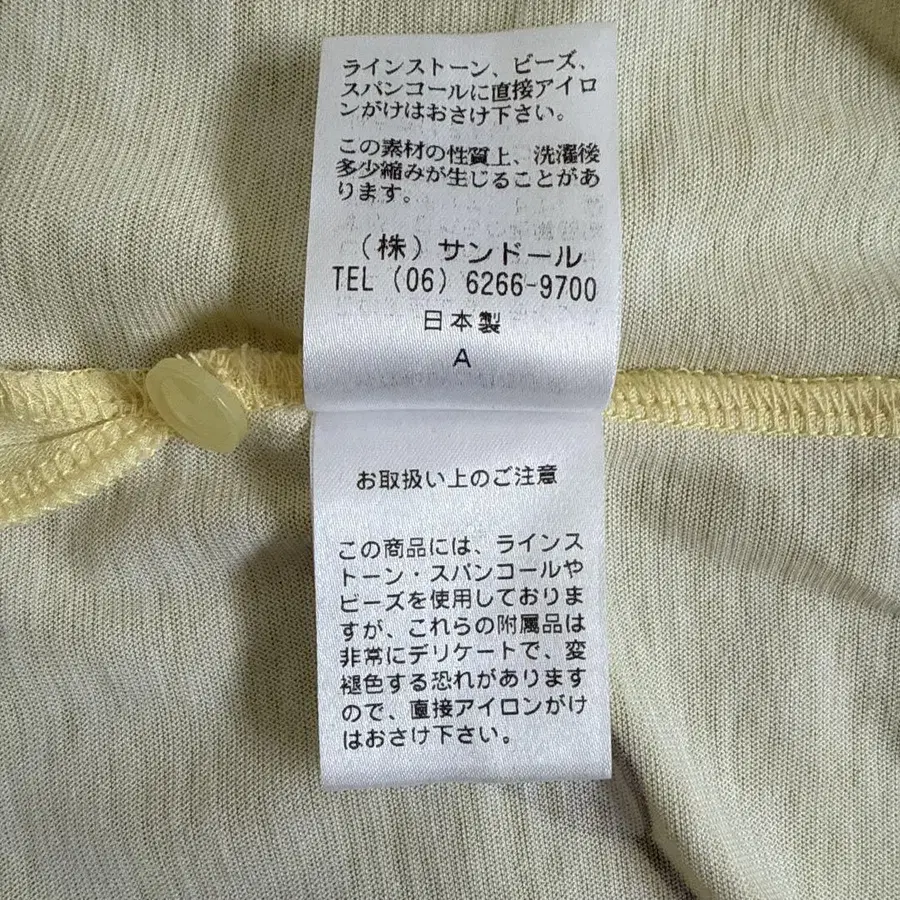 ラインストーン、ビーズ、
スパンコールに直接アイロ
ンがけはおさけ下さい。
この素材の性質上、洗濯後
多少縮みが生じることがあ
ります。
(株)サンドール
TEL(06)6266-9700
日本製
A
お取扱い上のご注意
この商品には、ラインス
トーン・スパンコールや
ビーズを使用しておりま
すが、これらの附属品は
非常にデリケートで、変
褪色する恐れがあります
ので、直接アイロンがけ
はおさけ下さい。